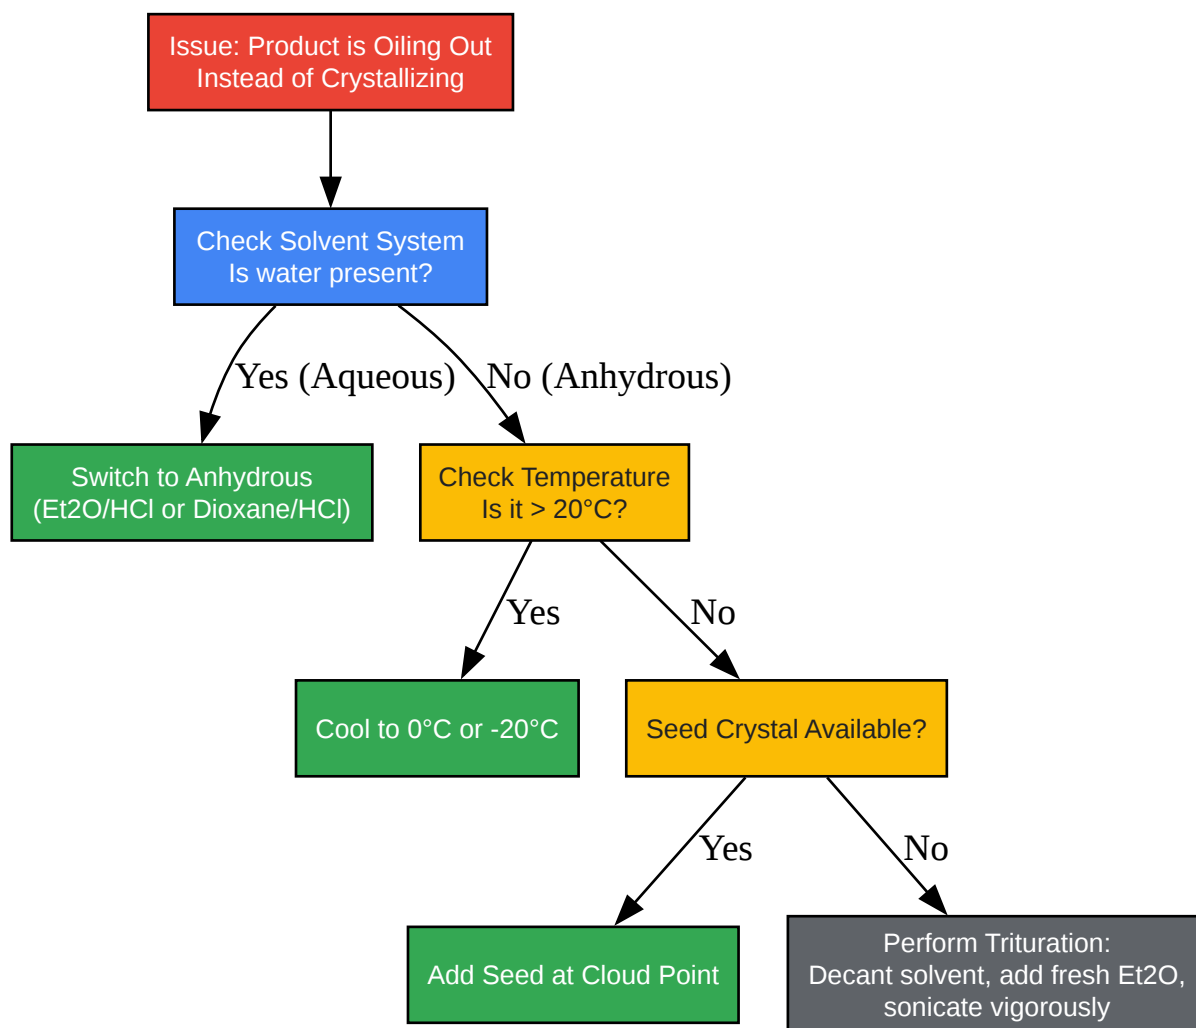 Issue: Product is Oiling Out
Instead of Crystallizing
Check Solvent System
Is water present?
Yes (Aqueous)
No (Anhydrous)
Switch to Anhydrous
(Et2O/HCl or Dioxane/HCl)
Check Temperature
Is it > 20°C?
Yes
No
Cool to 0°C or -20°C
Seed Crystal Available?
Yes
No
Add Seed at Cloud Point
Perform Trituration:
Decant solvent, add fresh Et2O,
sonicate vigorously